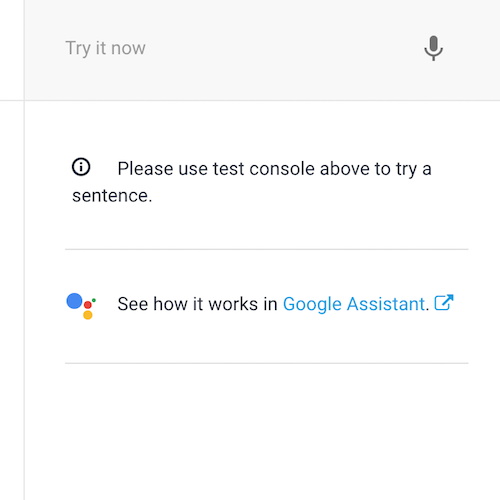 Try it now
Please use test console above to try a
sentence.
See how it works in Google Assistant.